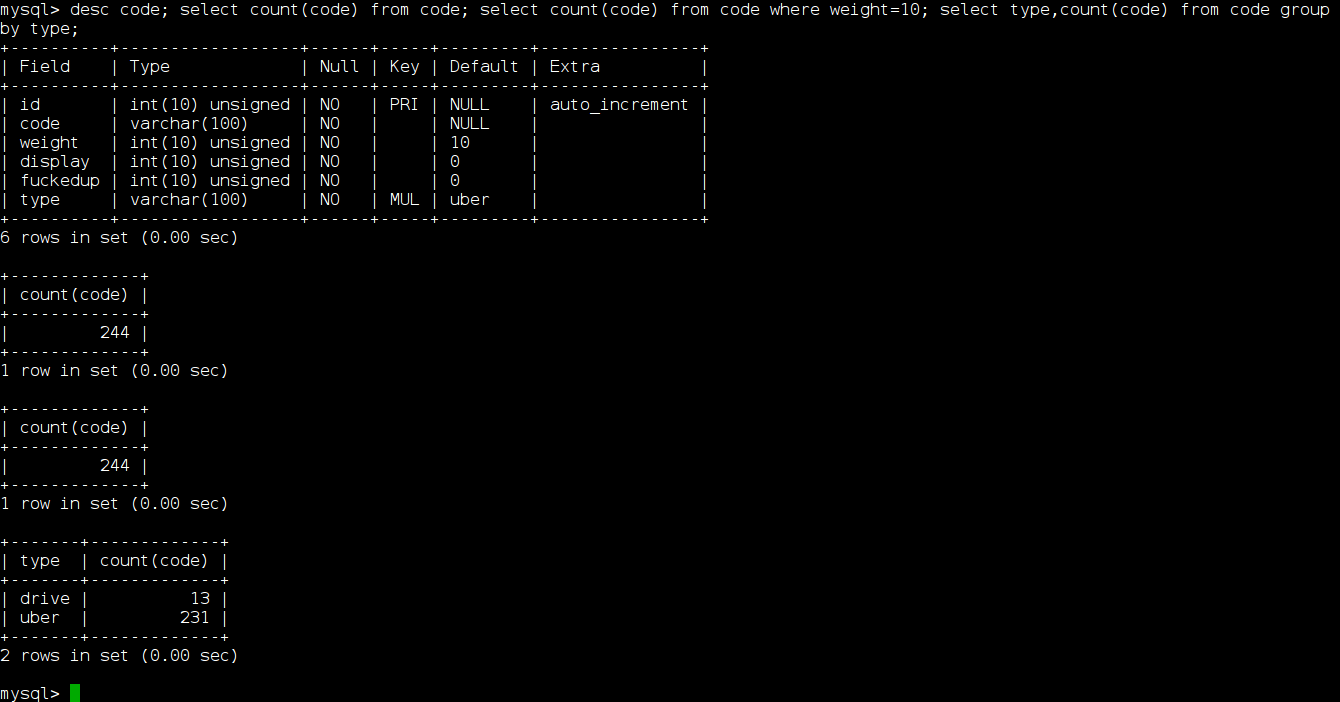 mysql> desc code; select count(code) from code; select count(code) from code where weight=10; select type,count(code) from code group
by type;
+----------+------------------+------+-----+---------+----------------+
| Field    | Type             | Null | Key | Default | Extra          |
+----------+------------------+------+-----+---------+----------------+
| id       | int(10) unsigned | NO   | PRI | NULL    | auto_increment |
| code     | varchar(100)     | NO   |     | NULL    |                |
| weight   | int(10) unsigned | NO   |     | 10      |                |
| display  | int(10) unsigned | NO   |     | 0       |                |
| fuckedup | int(10) unsigned | NO   |     | 0       |                |
| type     | varchar(100)     | NO   | MUL | uber    |                |
+----------+------------------+------+-----+---------+----------------+
6 rows in set (0.00 sec)
+-------------+
| count(code) |
+-------------+
|         244 |
+-------------+
1 row in set (0.00 sec)
+-------------+
| count(code) |
+-------------+
|         244 |
+-------------+
1 row in set (0.00 sec)
+-------+-------------+
| type  | count(code) |
+-------+-------------+
| drive |          13 |
| uber  |         231 |
+-------+-------------+
2 rows in set (0.00 sec)
mysql>